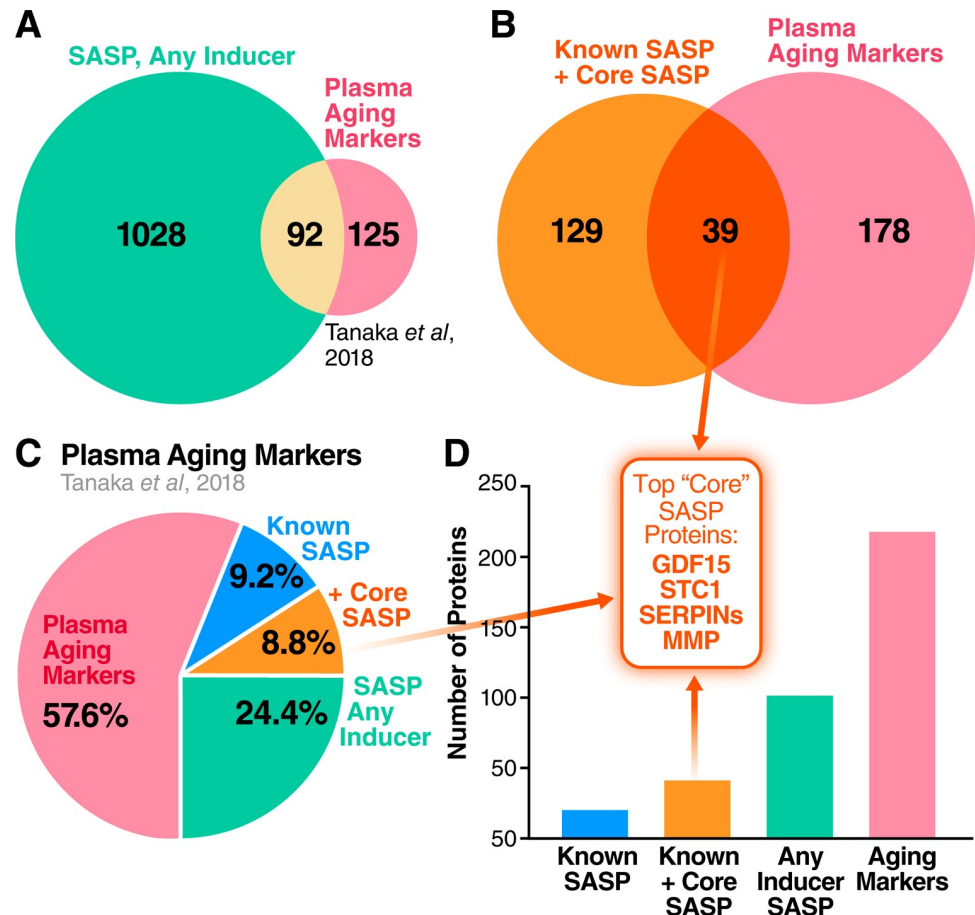 A
SASP, Any Inducer
Plasma
Aging
Markers
1028
92
125
Tanaka et al,
2018
B
Known SASP
+ Core SASP
Plasma
Aging Markers
129
39
178
C
Plasma Aging Markers
Tanaka et al, 2018
Known
SASP
9.2%
+ Core
SASP
8.8%
Plasma
Aging
Markers
57.6%
SASP
Any
Inducer
24.4%
D
Top “Core”
SASP
Proteins:
GDF15
STC1
SERPINs
MMP
Number of Proteins
250
200
150
100
50
50
Known
SASP
Known
+ Core
SASP
Any
Inducer
SASP
Aging
Markers